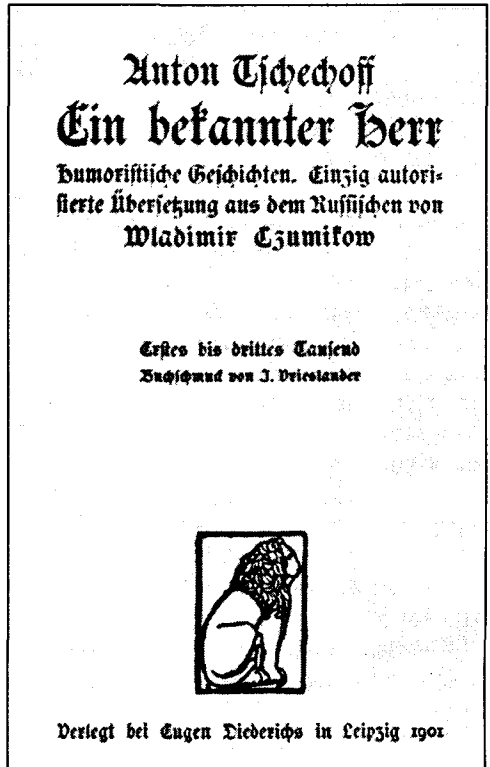 Anton Tschechoff
Ein bekannter Herr
Humoristische Geschichten. Einzig autori-
sierte Übersetzung aus dem Russischen von
Wladimir Czumikow
Erstes bis drittes Tausend
Buchschmuck von J. Vrieslander
Verlegt bei Eugen Diederichs in Leipzig 1901